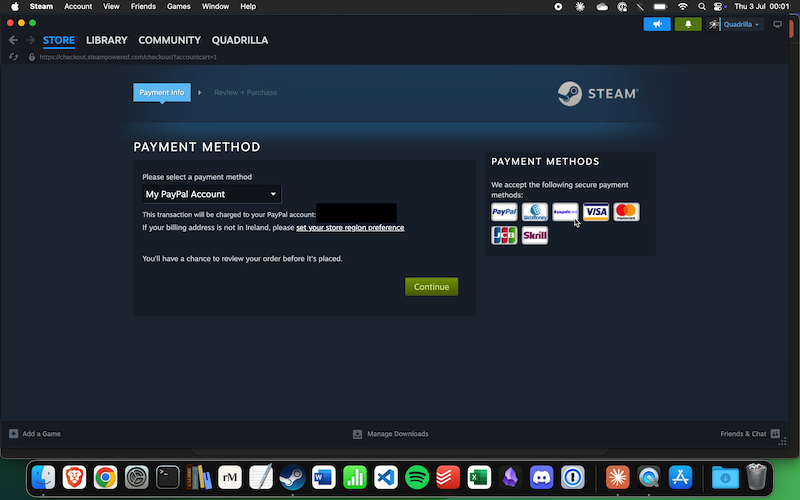 Steam Account View Friends Games Window Help Thu 3 Jul 00:01
Quadrilla
STORE LIBRARY COMMUNITY QUADRILLA
https://checkout.steampowered.com/checkout/?accountcart=1
Payment Info Review + Purchase
STEAM®
PAYMENT METHOD
Please select a payment method
My PayPal Account
This transaction will be charged to your PayPal account:
If your billing address is not in Ireland, please set your store region preference
You'll have a chance to review your order before it's placed.
Continue
PAYMENT METHODS
We accept the following secure payment
methods:
PayPal WebMoney paysafecard VISA mastercard
JCB Skrill
Add a Game Manage Downloads Friends & Chat
CALIBRE rM W X